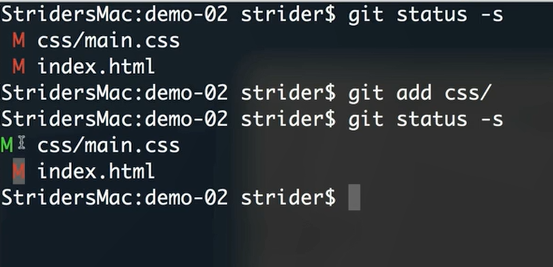 StridersMac:demo-02 strider$ git status -s
 M css/main.css
 M index.html
StridersMac:demo-02 strider$ git add css/
StridersMac:demo-02 strider$ git status -s
M  css/main.css
 M index.html
StridersMac:demo-02 strider$